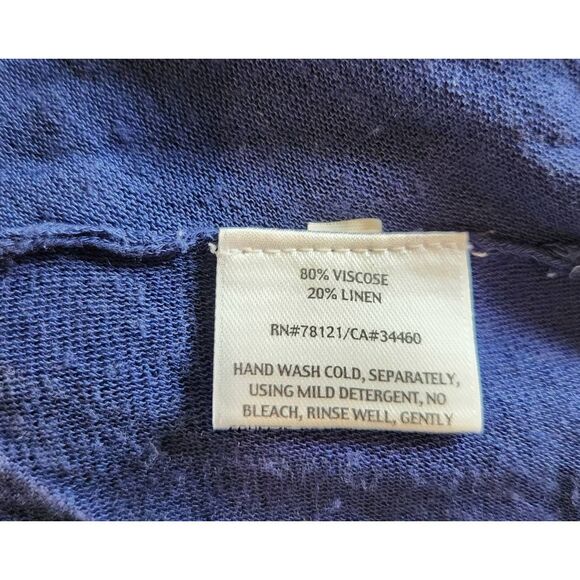 80% VISCOSE
20% LINEN
RN#78121/CA#34460
HAND WASH COLD, SEPARATELY,
USING MILD DETERGENT, NO
BLEACH, RINSE WELL, GENTLY